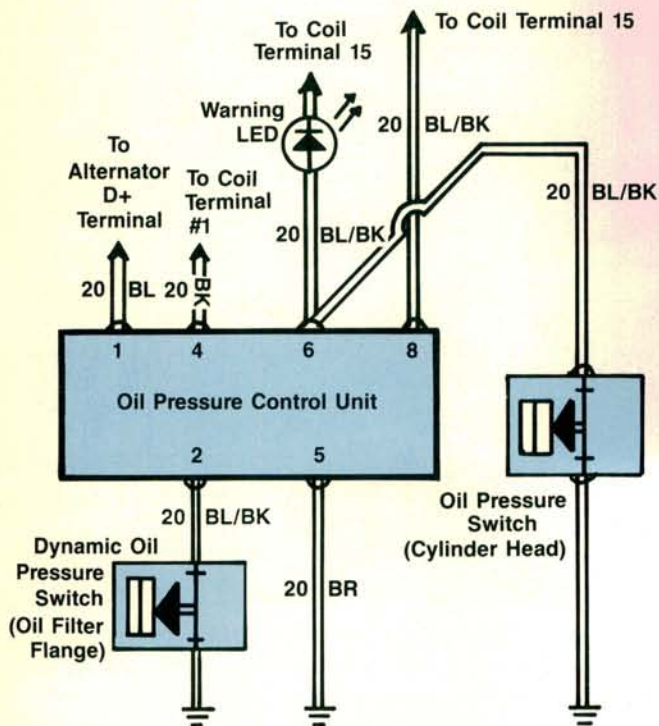 To Coil
Terminal 15
To Coil Terminal 15
Warning
LED
20 BL/BK
To
Alternator
D+
Terminal
To Coil
Terminal
#1
20 BL/BK
20 BL/BK
20 BL
20 BK
1 4 6 8
Oil Pressure Control Unit
2 5
20 BL/BK
Oil Pressure
Switch
(Cylinder Head)
Dynamic Oil
Pressure
Switch
(Oil Filter
Flange)
20 BR